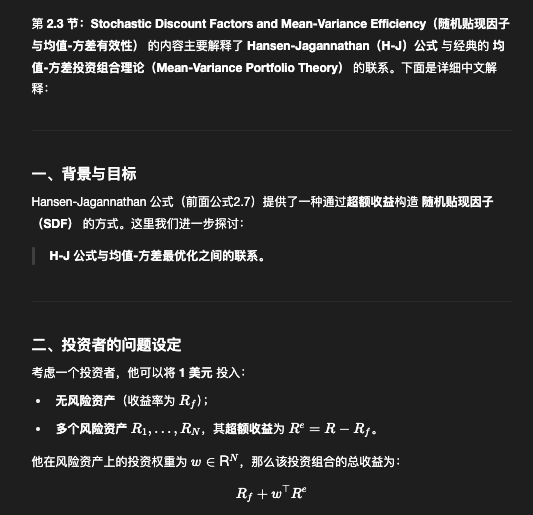 第 2.3 节：Stochastic Discount Factors and Mean-Variance Efficiency（随机贴现因子
与均值-方差有效性） 的内容主要解释了 Hansen-Jagannathan（H-J）公式 与经典的 均
值-方差投资组合理论（Mean-Variance Portfolio Theory） 的联系。下面是详细中文解
释：
一、背景与目标
Hansen-Jagannathan 公式（前面公式2.7）提供了一种通过超额收益构造 随机贴现因子
（SDF） 的方式。这里我们进一步探讨：
H-J 公式与均值-方差最优化之间的联系。
二、投资者的问题设定
考虑一个投资者，他可以将 1 美元 投入：
• 无风险资产（收益率为 R_f）；
• 多个风险资产 R_1, …, R_N，其超额收益为 R^e = R − R_f。
他在风险资产上的投资权重为 w ∈ R^N，那么该投资组合的总收益为：
R_f + w^⊤ R^e